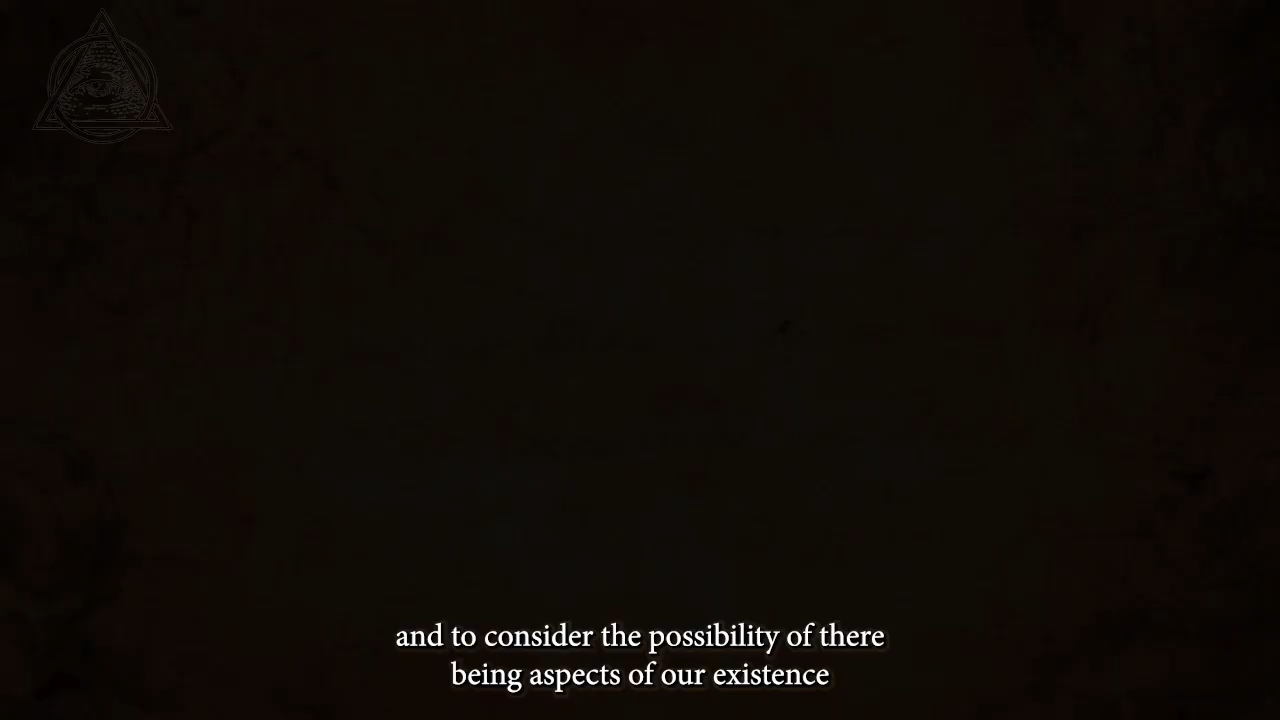 and to consider the possibility of there
being aspects of our existence